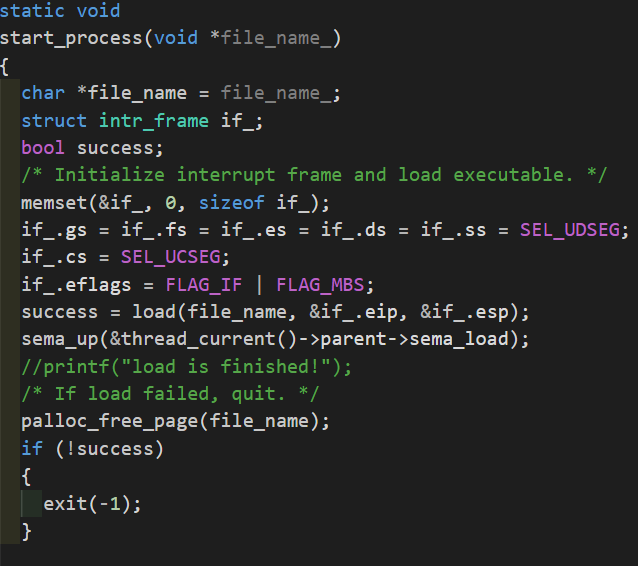 static void
start_process(void *file_name_)
{
  char *file_name = file_name_;
  struct intr_frame if_;
  bool success;
  /* Initialize interrupt frame and load executable. */
  memset(&if_, 0, sizeof if_);
  if_.gs = if_.fs = if_.es = if_.ds = if_.ss = SEL_UDSEG;
  if_.cs = SEL_UCSEG;
  if_.eflags = FLAG_IF | FLAG_MBS;
  success = load(file_name, &if_.eip, &if_.esp);
  sema_up(&thread_current()->parent->sema_load);
  //printf("load is finished!");
  /* If load failed, quit. */
  palloc_free_page(file_name);
  if (!success)
  {
    exit(-1);
  }